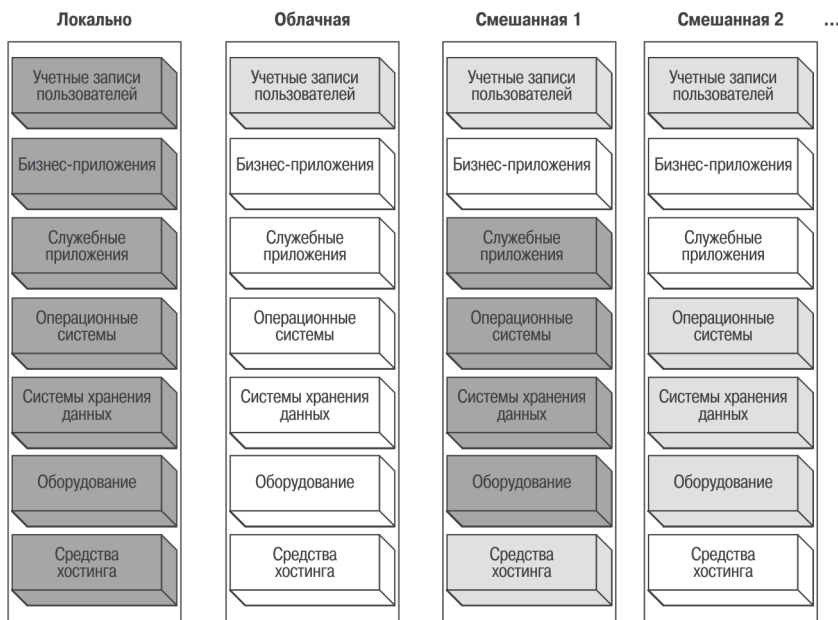 Локально
Учетные записи
пользователей
Бизнес-приложения
Служебные
приложения
Операционные
системы
Системы хранения
данных
Оборудование
Средства
хостинга
Облачная
Учетные записи
пользователей
Бизнес-приложения
Служебные
приложения
Операционные
системы
Системы хранения
данных
Оборудование
Средства
хостинга
Смешанная 1
Учетные записи
пользователей
Бизнес-приложения
Служебные
приложения
Операционные
системы
Системы хранения
данных
Оборудование
Средства
хостинга
Смешанная 2
Учетные записи
пользователей
Бизнес-приложения
Служебные
приложения
Операционные
системы
Системы хранения
данных
Оборудование
Средства
хостинга
...